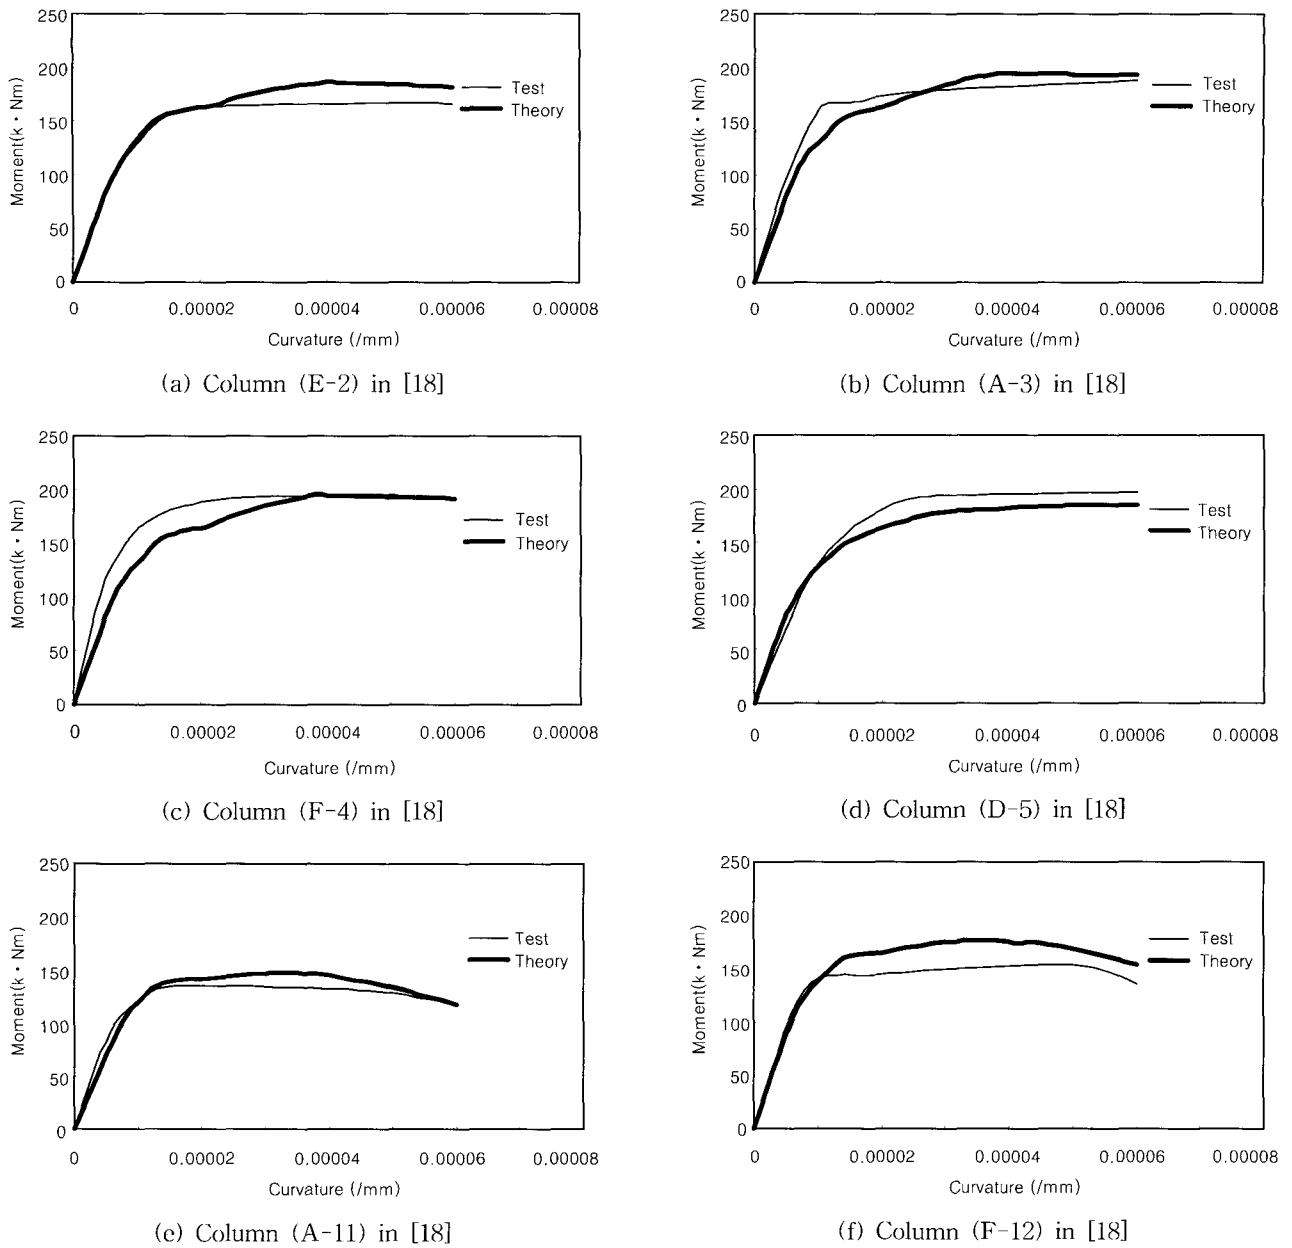 250
200
150
100
50
0
Moment(k · Nm)
Test
Theory
0 0.00002 0.00004 0.00006 0.00008
Curvature (/mm)
(a) Column (E-2) in [18]
250
200
150
100
50
0
Moment(k · Nm)
Test
Theory
0 0.00002 0.00004 0.00006 0.00008
Curvature (/mm)
(b) Column (A-3) in [18]
250
200
150
100
50
0
Moment(k · Nm)
Test
Theory
0 0.00002 0.00004 0.00006 0.00008
Curvature (/mm)
(c) Column (F-4) in [18]
250
200
150
100
50
0
Moment(k · Nm)
Test
Theory
0 0.00002 0.00004 0.00006 0.00008
Curvature (/mm)
(d) Column (D-5) in [18]
250
200
150
100
50
0
Moment(k · Nm)
Test
Theory
0 0.00002 0.00004 0.00006 0.00008
Curvature (/mm)
(e) Column (A-11) in [18]
250
200
150
100
50
0
Moment(k · Nm)
Test
Theory
0 0.00002 0.00004 0.00006 0.00008
Curvature (/mm)
(f) Column (F-12) in [18]